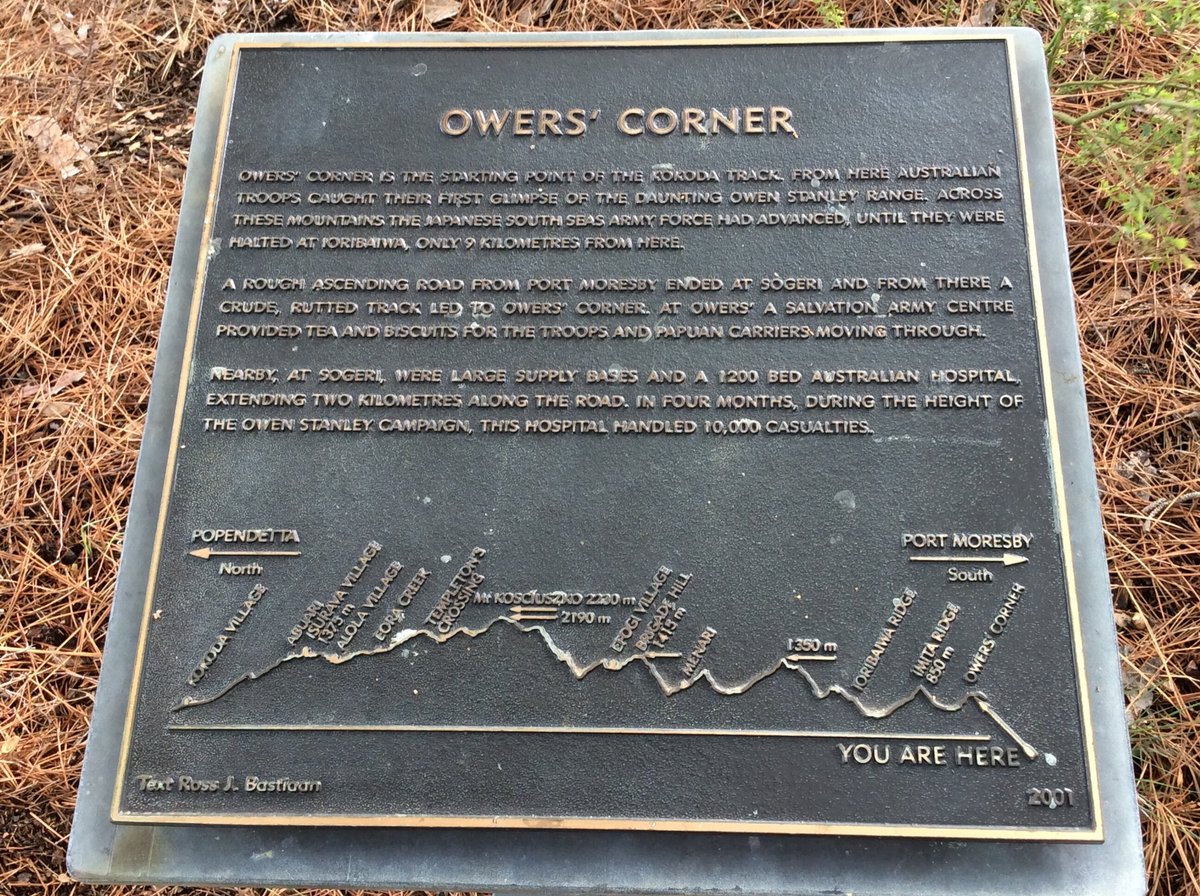 OWERS' CORNER
OWERS' CORNER IS THE STARTING POINT OF THE KOKODA TRACK. FROM HERE AUSTRALIAN
TROOPS CAUGHT THEIR FIRST GLIMPSE OF THE DAUNTING OWEN STANLEY RANGE. ACROSS
THESE MOUNTAINS THE JAPANESE SOUTH SEAS ARMY FORCE HAD ADVANCED, UNTIL THEY WERE
HALTED AT IORIBAIWA, ONLY 9 KILOMETRES FROM HERE.
A ROUGH ASCENDING ROAD FROM PORT MORESBY ENDED AT SOGERI AND FROM THERE A
CRUDE, RUTTED TRACK LED TO OWERS' CORNER. AT OWERS' A SALVATION ARMY CENTRE
PROVIDED TEA AND BISCUITS FOR THE TROOPS AND PAPUAN CARRIERS MOVING THROUGH.
NEARBY, AT SOGERI, WERE LARGE SUPPLY BASES AND A 1200 BED AUSTRALIAN HOSPITAL,
EXTENDING TWO KILOMETRES ALONG THE ROAD. IN FOUR MONTHS, DURING THE HEIGHT OF
THE OWEN STANLEY CAMPAIGN, THIS HOSPITAL HANDLED 10,000 CASUALTIES.
POPENDETTA
North
PORT MORESBY
South
KOKODA VILLAGE
ABUARI
ISURAVA VILLAGE
1375 m
ALOLA VILLAGE
EORA CREEK
TEMPLETON'S
CROSSING
Mt KOSCIUSZKO 2230 m
2190 m
EFOGI VILLAGE
BRIGADE HILL
1415 m
MENARI
1350 m
IORIBAIWA RIDGE
IMITA RIDGE
850 m
OWERS' CORNER
YOU ARE HERE
Text Ross J. Bastiaan
2001